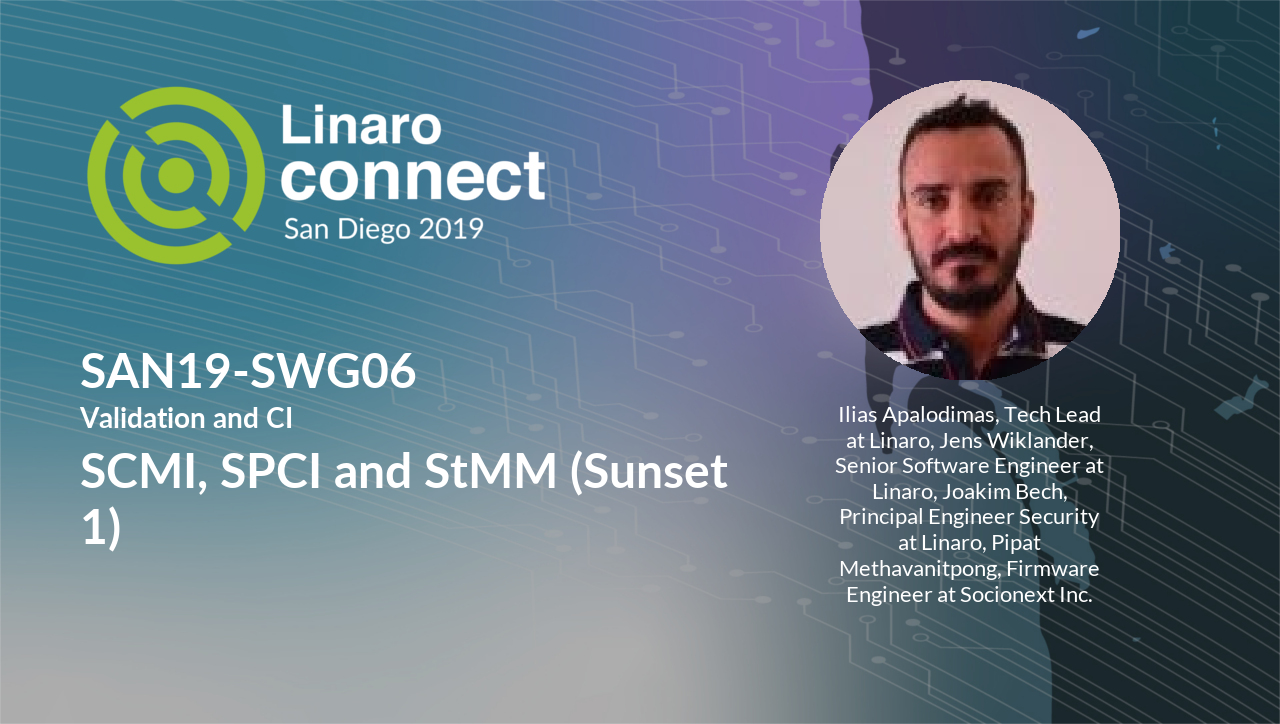 Linaro
connect
San Diego 2019
SAN19-SWG06
Validation and CI
SCMI, SPCI and StMM (Sunset
1)
Ilias Apalodimas, Tech Lead
at Linaro, Jens Wiklander,
Senior Software Engineer at
Linaro, Joakim Bech,
Principal Engineer Security
at Linaro, Pipat
Methavanitpong, Firmware
Engineer at Socionext Inc.